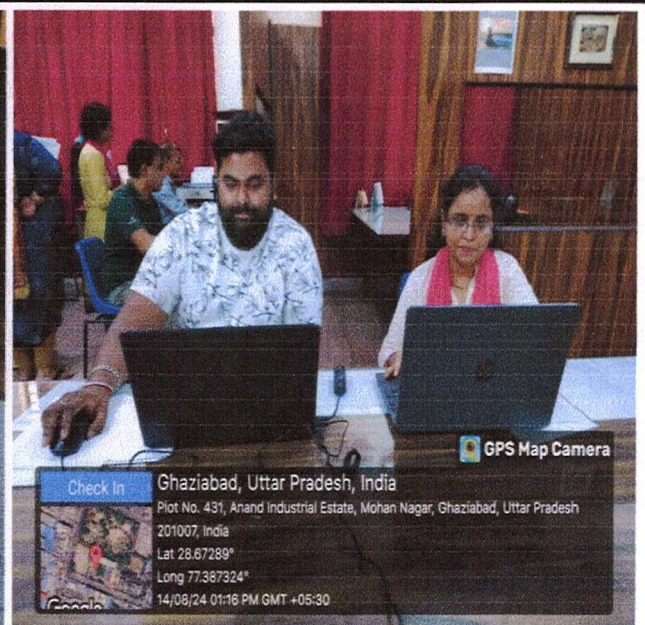 GPS Map Camera
Check In
Ghaziabad, Uttar Pradesh, India
Plot No. 431, Anand Industrial Estate, Mohan Nagar, Ghaziabad, Uttar Pradesh
201007, India
Lat 28.67289°
Long 77.387324°
14/08/24 01:16 PM GMT +05:30
Google